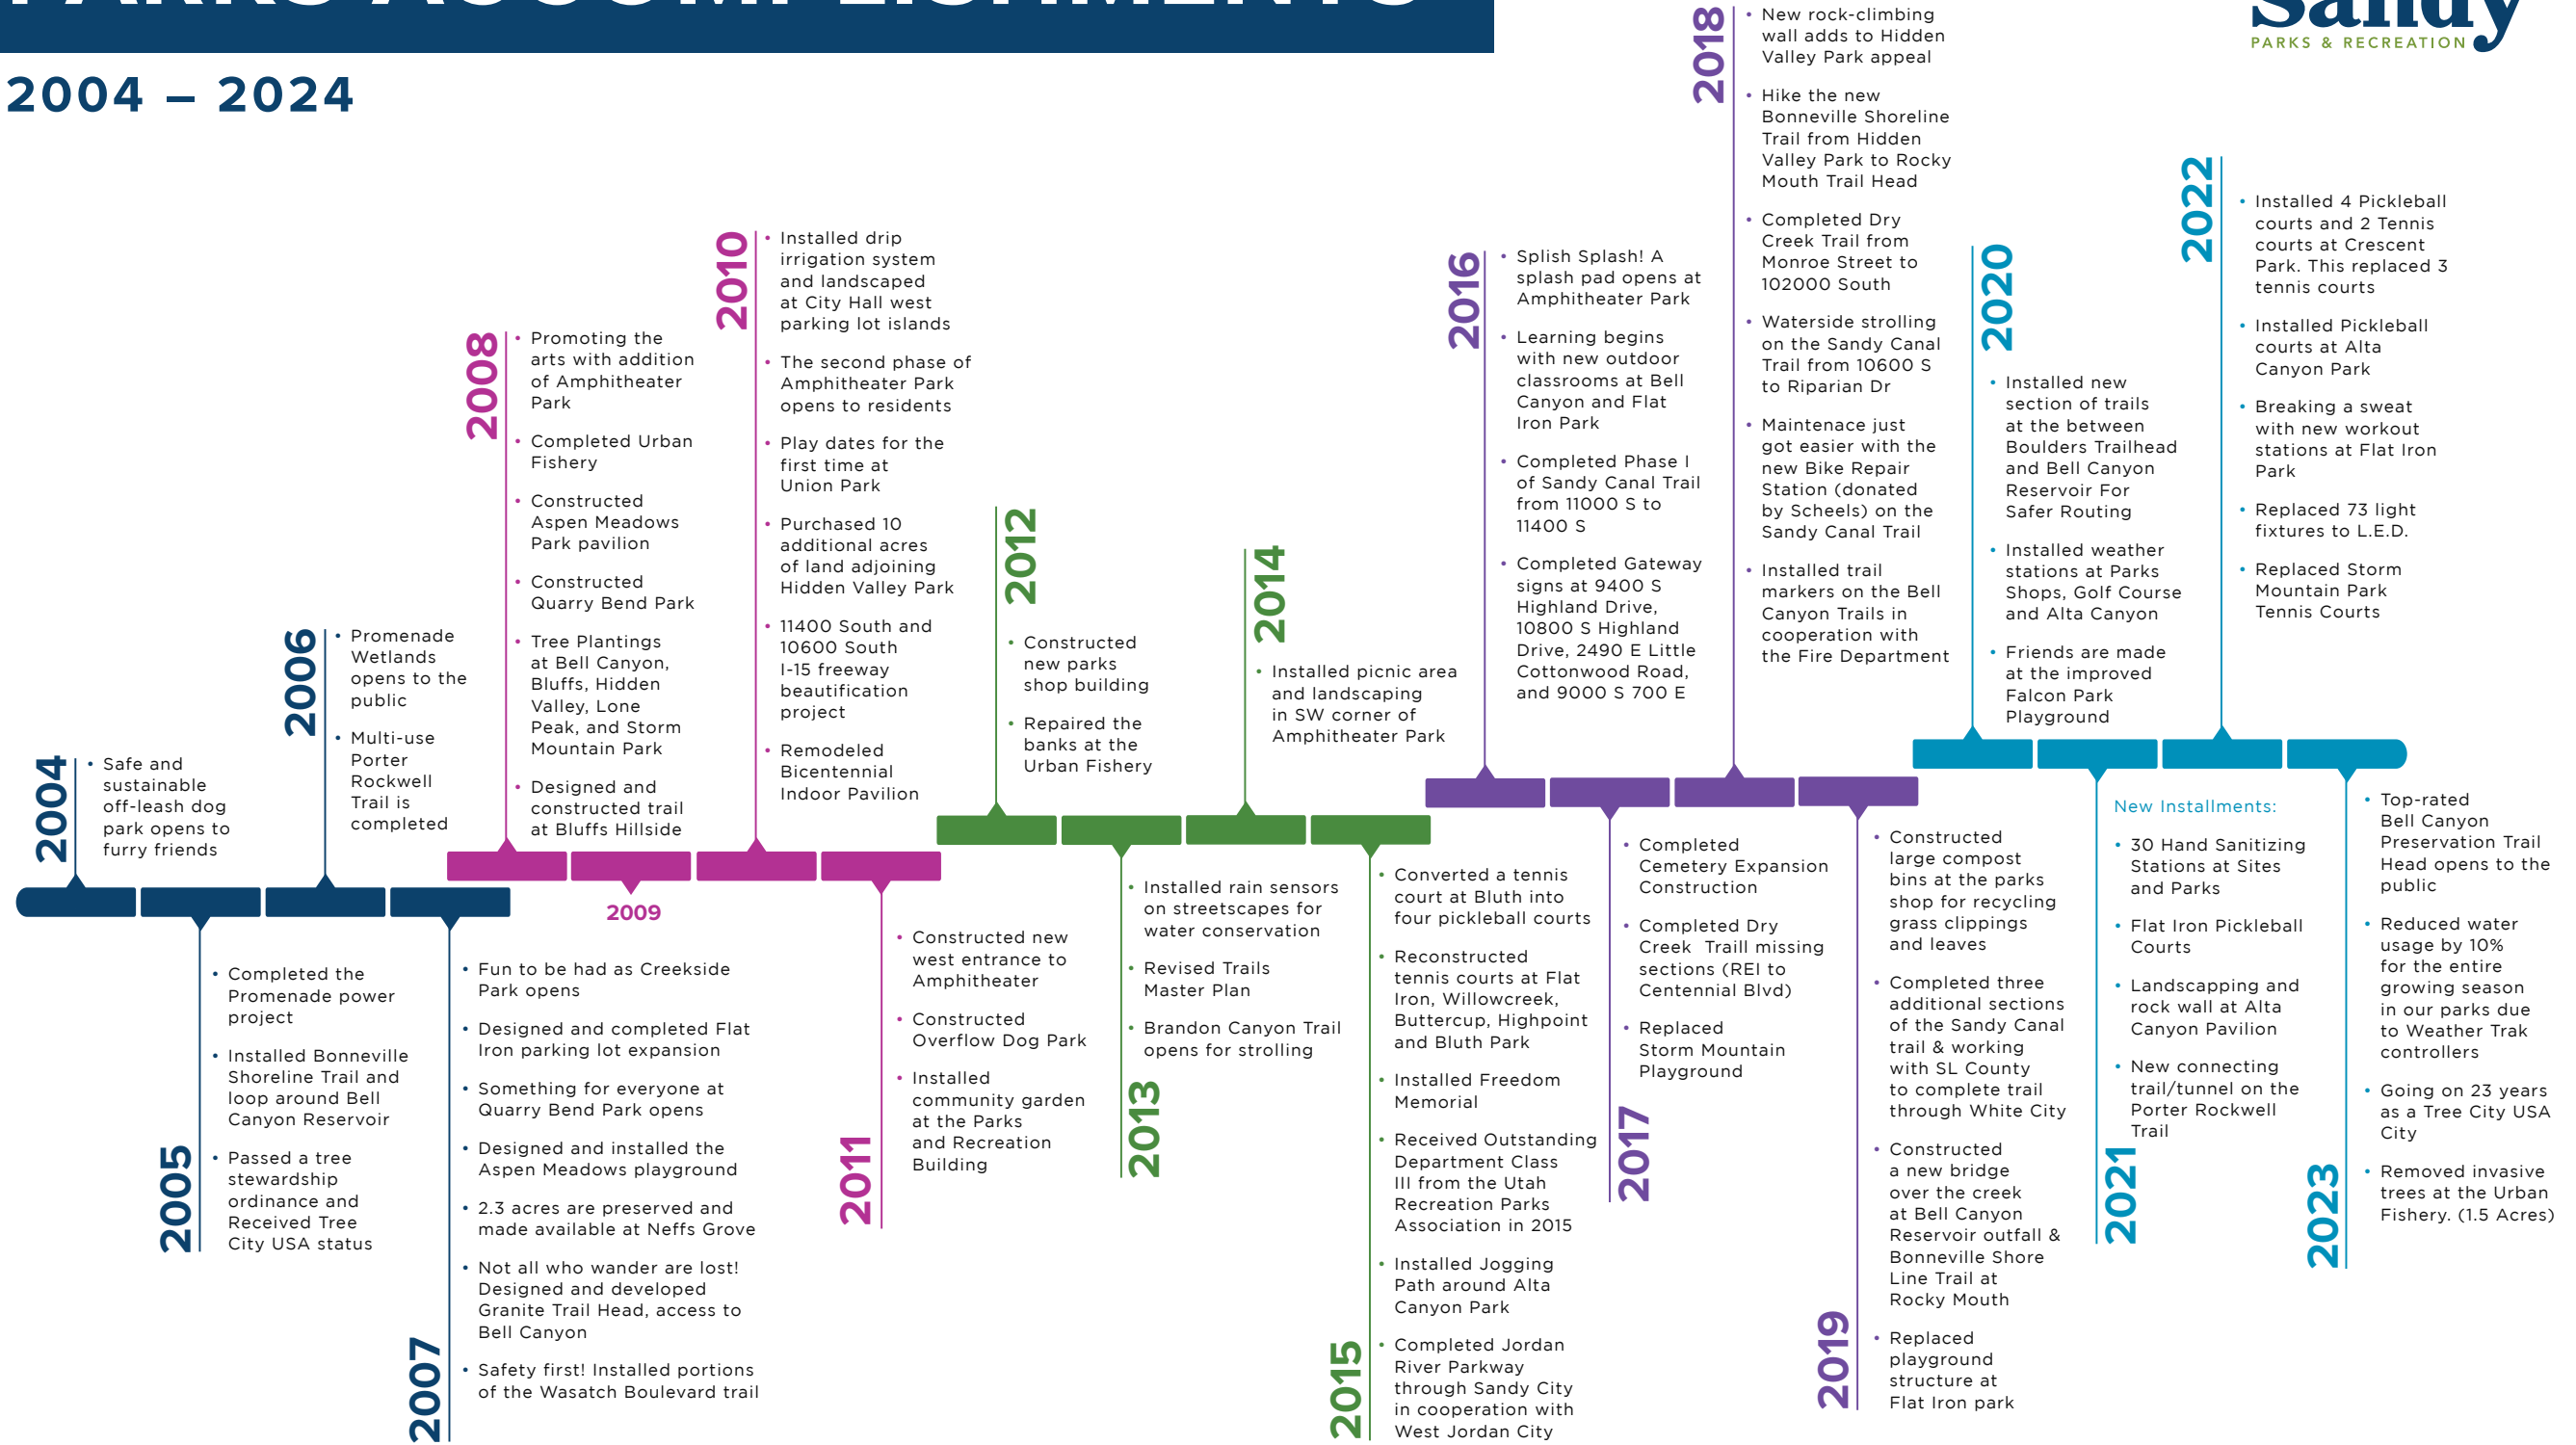 PARKS ACCOMPLISHMENTS
2004 – 2024
Sandy
PARKS & RECREATION
2004
• Safe and
sustainable
off-leash dog
park opens to
furry friends
2005
• Completed the
Promenade power
project
• Installed Bonneville
Shoreline Trail and
loop around Bell
Canyon Reservoir
• Passed a tree
stewardship
ordinance and
Received Tree
City USA status
2006
• Promenade
Wetlands
opens to the
public
• Multi-use
Porter
Rockwell
Trail is
completed
2007
• Fun to be had as Creekside
Park opens
• Designed and completed Flat
Iron parking lot expansion
• Something for everyone at
Quarry Bend Park opens
• Designed and installed the
Aspen Meadows playground
• 2.3 acres are preserved and
made available at Neffs Grove
• Not all who wander are lost!
Designed and developed
Granite Trail Head, access to
Bell Canyon
• Safety first! Installed portions
of the Wasatch Boulevard trail
2008
• Promoting the
arts with addition
of Amphitheater
Park
• Completed Urban
Fishery
• Constructed
Aspen Meadows
Park pavilion
• Constructed
Quarry Bend Park
• Tree Plantings
at Bell Canyon,
Bluffs, Hidden
Valley, Lone
Peak, and Storm
Mountain Park
• Designed and
constructed trail
at Bluffs Hillside
2009
2010
• Installed drip
irrigation system
and landscaped
at City Hall west
parking lot islands
• The second phase of
Amphitheater Park
opens to residents
• Play dates for the
first time at
Union Park
• Purchased 10
additional acres
of land adjoining
Hidden Valley Park
• 11400 South and
10600 South
I-15 freeway
beautification
project
• Remodeled
Bicentennial
Indoor Pavilion
2011
• Constructed new
west entrance to
Amphitheater
• Constructed
Overflow Dog Park
• Installed
community garden
at the Parks
and Recreation
Building
2012
• Constructed
new parks
shop building
• Repaired the
banks at the
Urban Fishery
2013
• Installed rain sensors
on streetscapes for
water conservation
• Revised Trails
Master Plan
• Brandon Canyon Trail
opens for strolling
2014
• Installed picnic area
and landscaping
in SW corner of
Amphitheater Park
2015
• Converted a tennis
court at Bluth into
four pickleball courts
• Reconstructed
tennis courts at Flat
Iron, Willowcreek,
Buttercup, Highpoint
and Bluth Park
• Installed Freedom
Memorial
• Received Outstanding
Department Class
III from the Utah
Recreation Parks
Association in 2015
• Installed Jogging
Path around Alta
Canyon Park
• Completed Jordan
River Parkway
through Sandy City
in cooperation with
West Jordan City
2016
• Splish Splash! A
splash pad opens at
Amphitheater Park
• Learning begins
with new outdoor
classrooms at Bell
Canyon and Flat
Iron Park
• Completed Phase I
of Sandy Canal Trail
from 11000 S to
11400 S
• Completed Gateway
signs at 9400 S
Highland Drive,
10800 S Highland
Drive, 2490 E Little
Cottonwood Road,
and 9000 S 700 E
2017
• Completed
Cemetery Expansion
Construction
• Completed Dry
Creek Traill missing
sections (REI to
Centennial Blvd)
• Replaced
Storm Mountain
Playground
2018
• New rock-climbing
wall adds to Hidden
Valley Park appeal
• Hike the new
Bonneville Shoreline
Trail from Hidden
Valley Park to Rocky
Mouth Trail Head
• Completed Dry
Creek Trail from
Monroe Street to
102000 South
• Waterside strolling
on the Sandy Canal
Trail from 10600 S
to Riparian Dr
• Maintenace just
got easier with the
new Bike Repair
Station (donated
by Scheels) on the
Sandy Canal Trail
• Installed trail
markers on the Bell
Canyon Trails in
cooperation with
the Fire Department
2019
• Constructed
large compost
bins at the parks
shop for recycling
grass clippings
and leaves
• Completed three
additional sections
of the Sandy Canal
trail & working
with SL County
to complete trail
through White City
• Constructed
a new bridge
over the creek
at Bell Canyon
Reservoir outfall &
Bonneville Shore
Line Trail at
Rocky Mouth
• Replaced
playground
structure at
Flat Iron park
2020
• Installed new
section of trails
at the between
Boulders Trailhead
and Bell Canyon
Reservoir For
Safer Routing
• Installed weather
stations at Parks
Shops, Golf Course
and Alta Canyon
• Friends are made
at the improved
Falcon Park
Playground
2021
New Installments:
• 30 Hand Sanitizing
Stations at Sites
and Parks
• Flat Iron Pickleball
Courts
• Landscapping and
rock wall at Alta
Canyon Pavilion
• New connecting
trail/tunnel on the
Porter Rockwell
Trail
2022
• Installed 4 Pickleball
courts and 2 Tennis
courts at Crescent
Park. This replaced 3
tennis courts
• Installed Pickleball
courts at Alta
Canyon Park
• Breaking a sweat
with new workout
stations at Flat Iron
Park
• Replaced 73 light
fixtures to L.E.D.
• Replaced Storm
Mountain Park
Tennis Courts
2023
• Top-rated
Bell Canyon
Preservation Trail
Head opens to the
public
• Reduced water
usage by 10%
for the entire
growing season
in our parks due
to Weather Trak
controllers
• Going on 23 years
as a Tree City USA
City
• Removed invasive
trees at the Urban
Fishery. (1.5 Acres)